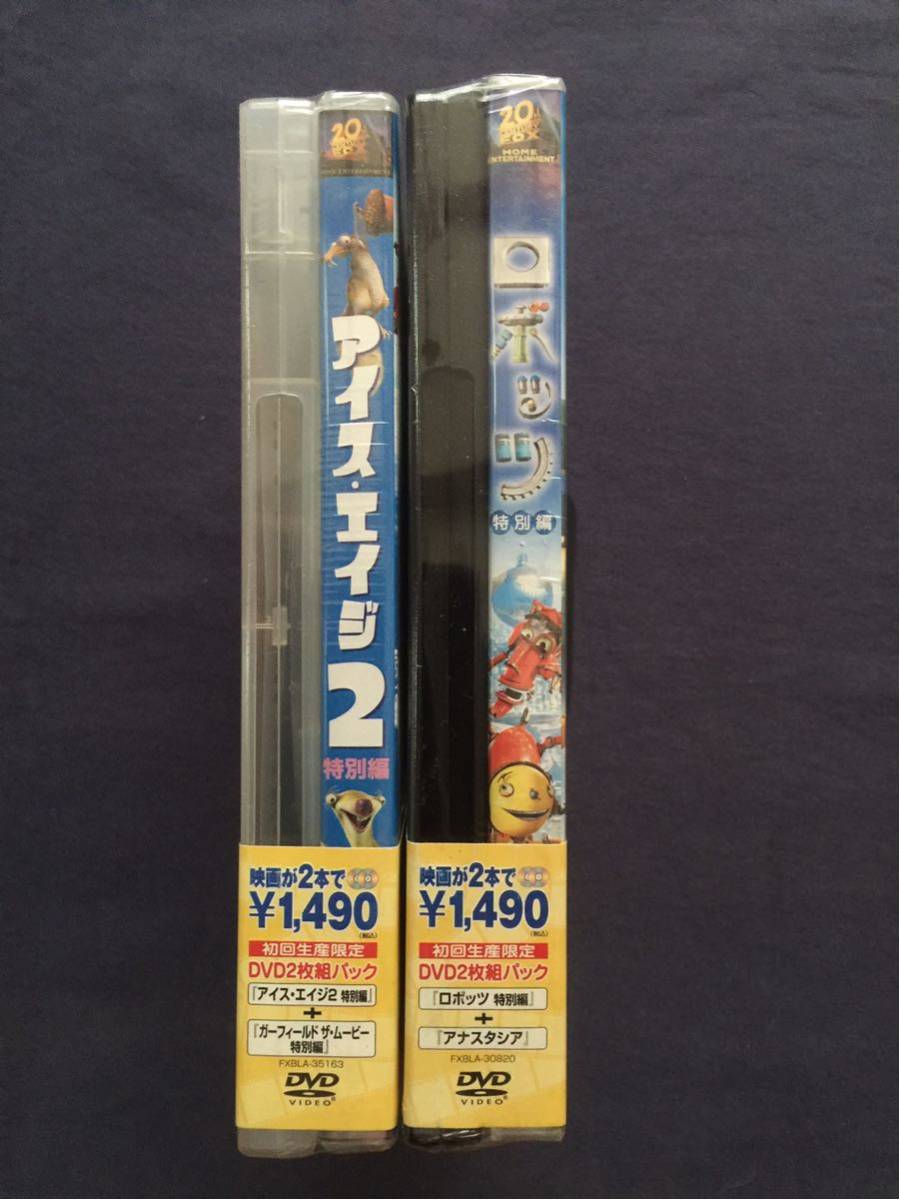 20
HOME ENTERTAINMENT
アイス・エイジ2
特別編
映画が2本で
¥1,490
(税込)
初回生産限定
DVD2枚組パック
『アイス・エイジ2 特別編』
+
『ガーフィールド ザ・ムービー
特別編』
FXBLA-35163
DVD
VIDEO
20
FOX
HOME
ENTERTAINMENT
ロボッツ
特別編
映画が2本で
¥1,490
(税込)
初回生産限定
DVD2枚組パック
『ロボッツ 特別編』
+
『アナスタシア』
FXBLA-30820
DVD
VIDEO